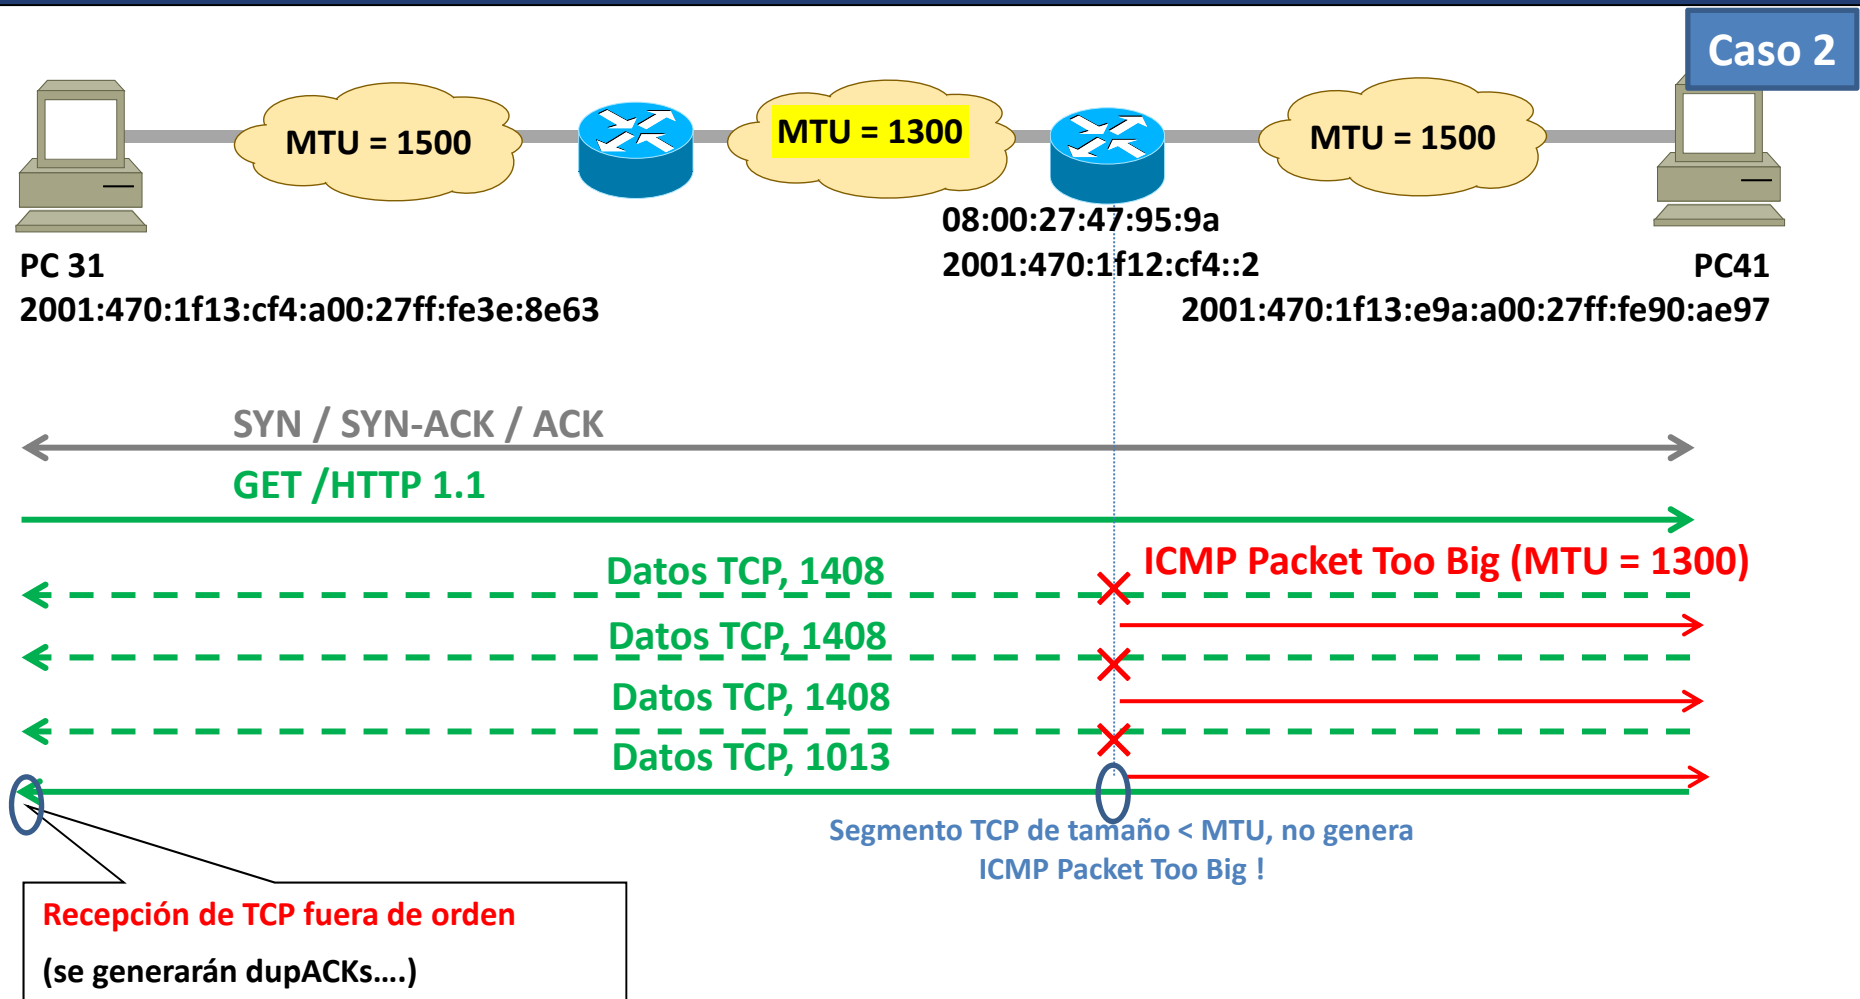 Caso 2
MTU = 1500
MTU = 1300
MTU = 1500
08:00:27:47:95:9a
2001:470:1f12:cf4::2
PC 31
2001:470:1f13:cf4:a00:27ff:fe3e:8e63
PC41
2001:470:1f13:e9a:a00:27ff:fe90:ae97
SYN / SYN-ACK / ACK
GET /HTTP 1.1
ICMP Packet Too Big (MTU = 1300)
Datos TCP, 1408
Datos TCP, 1408
Datos TCP, 1408
Datos TCP, 1013
Segmento TCP de tamaño < MTU, no genera
ICMP Packet Too Big !
Recepción de TCP fuera de orden
(se generarán dupACKs....)